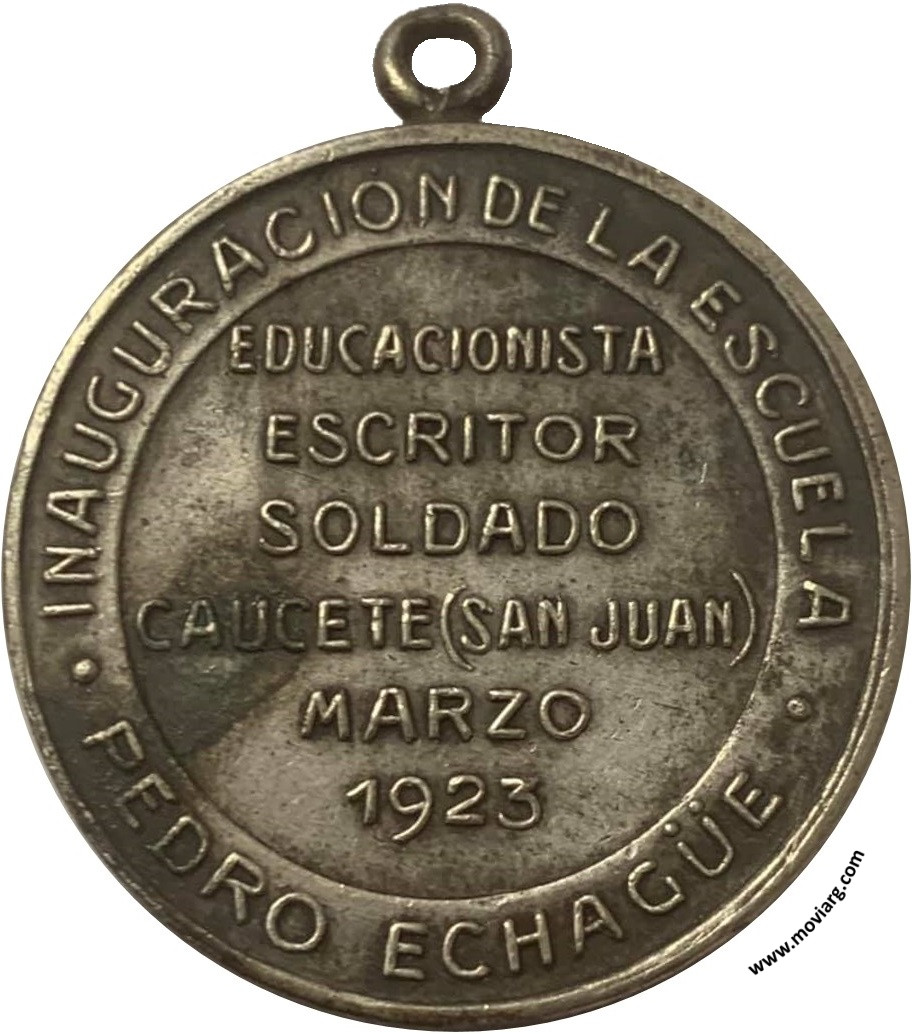 INAUGURACION DE LA ESCUELA
EDUCACIONISTA
ESCRITOR
SOLDADO
CAUCETE (SAN JUAN)
MARZO
1923
PEDRO ECHAGÜE
www.moviarg.com